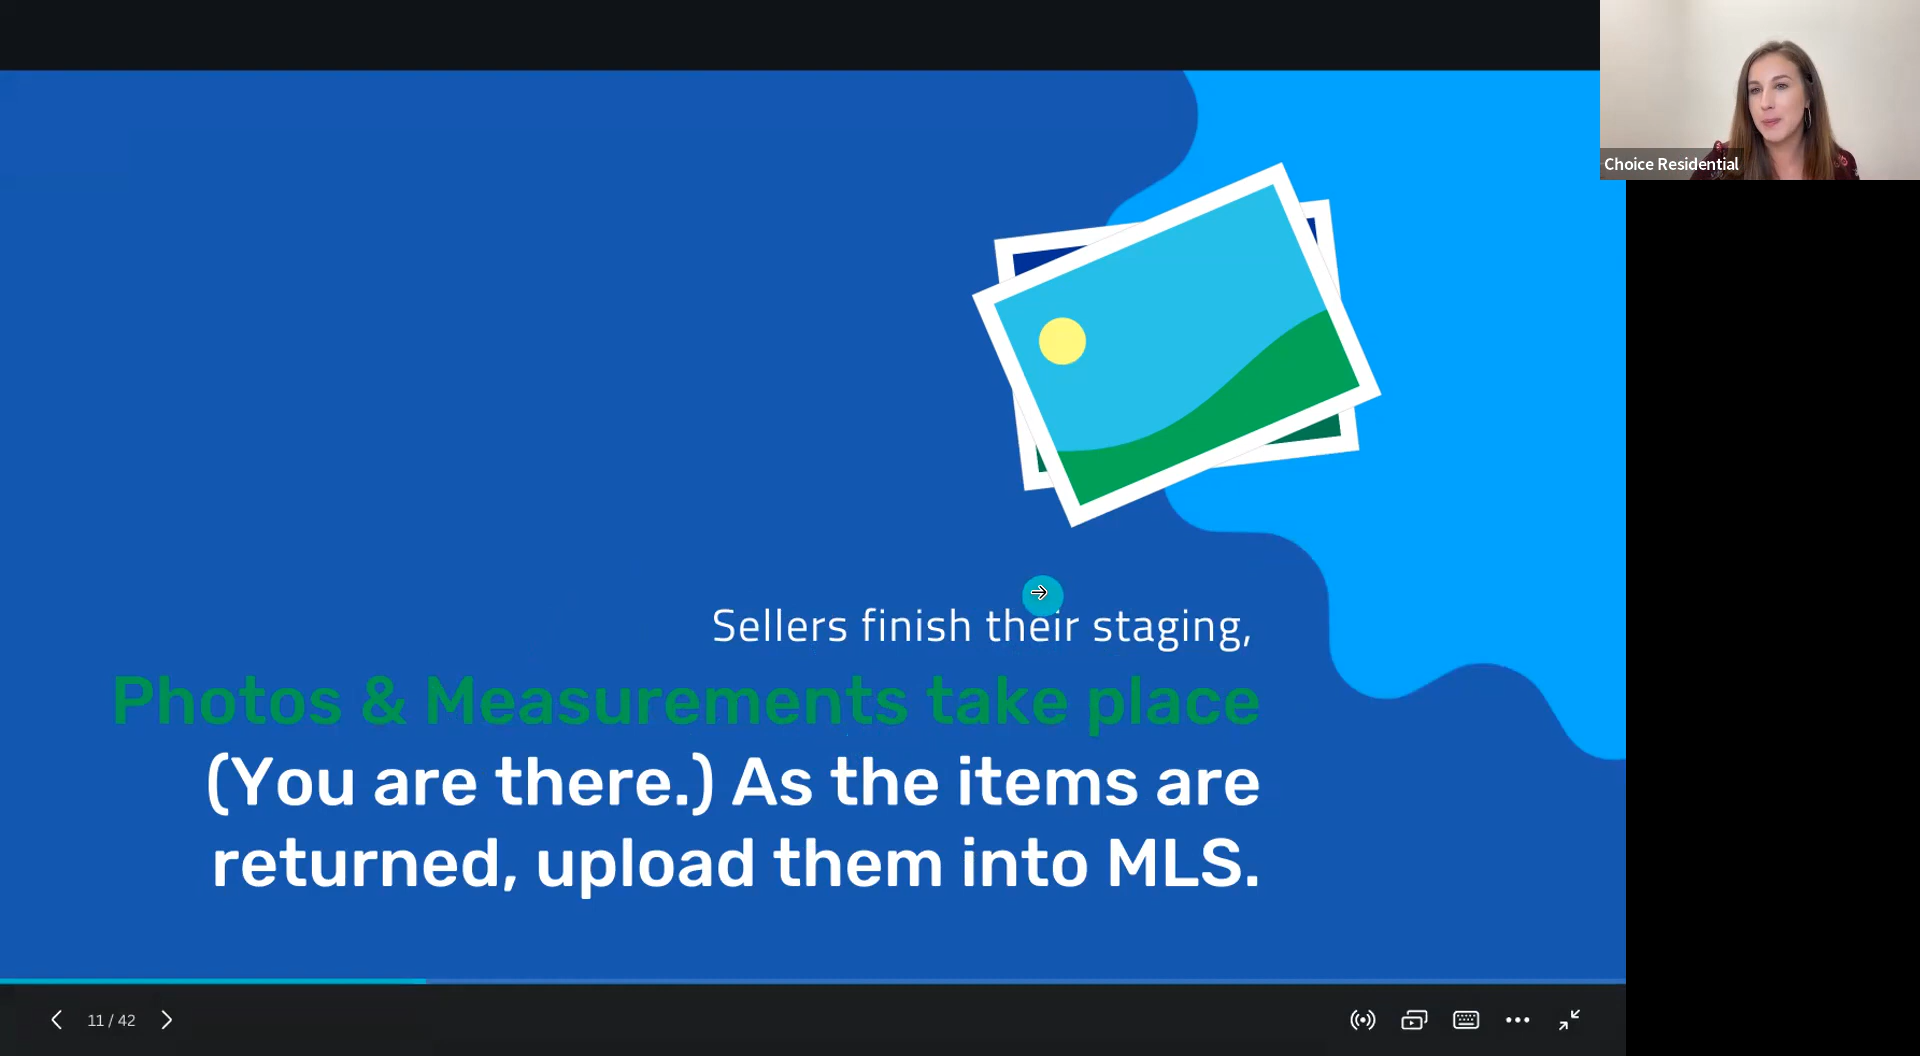 Choice Residential
Sellers finish their staging,
Photos & Measurements take place
(You are there.) As the items are
returned, upload them into MLS.
11 / 42